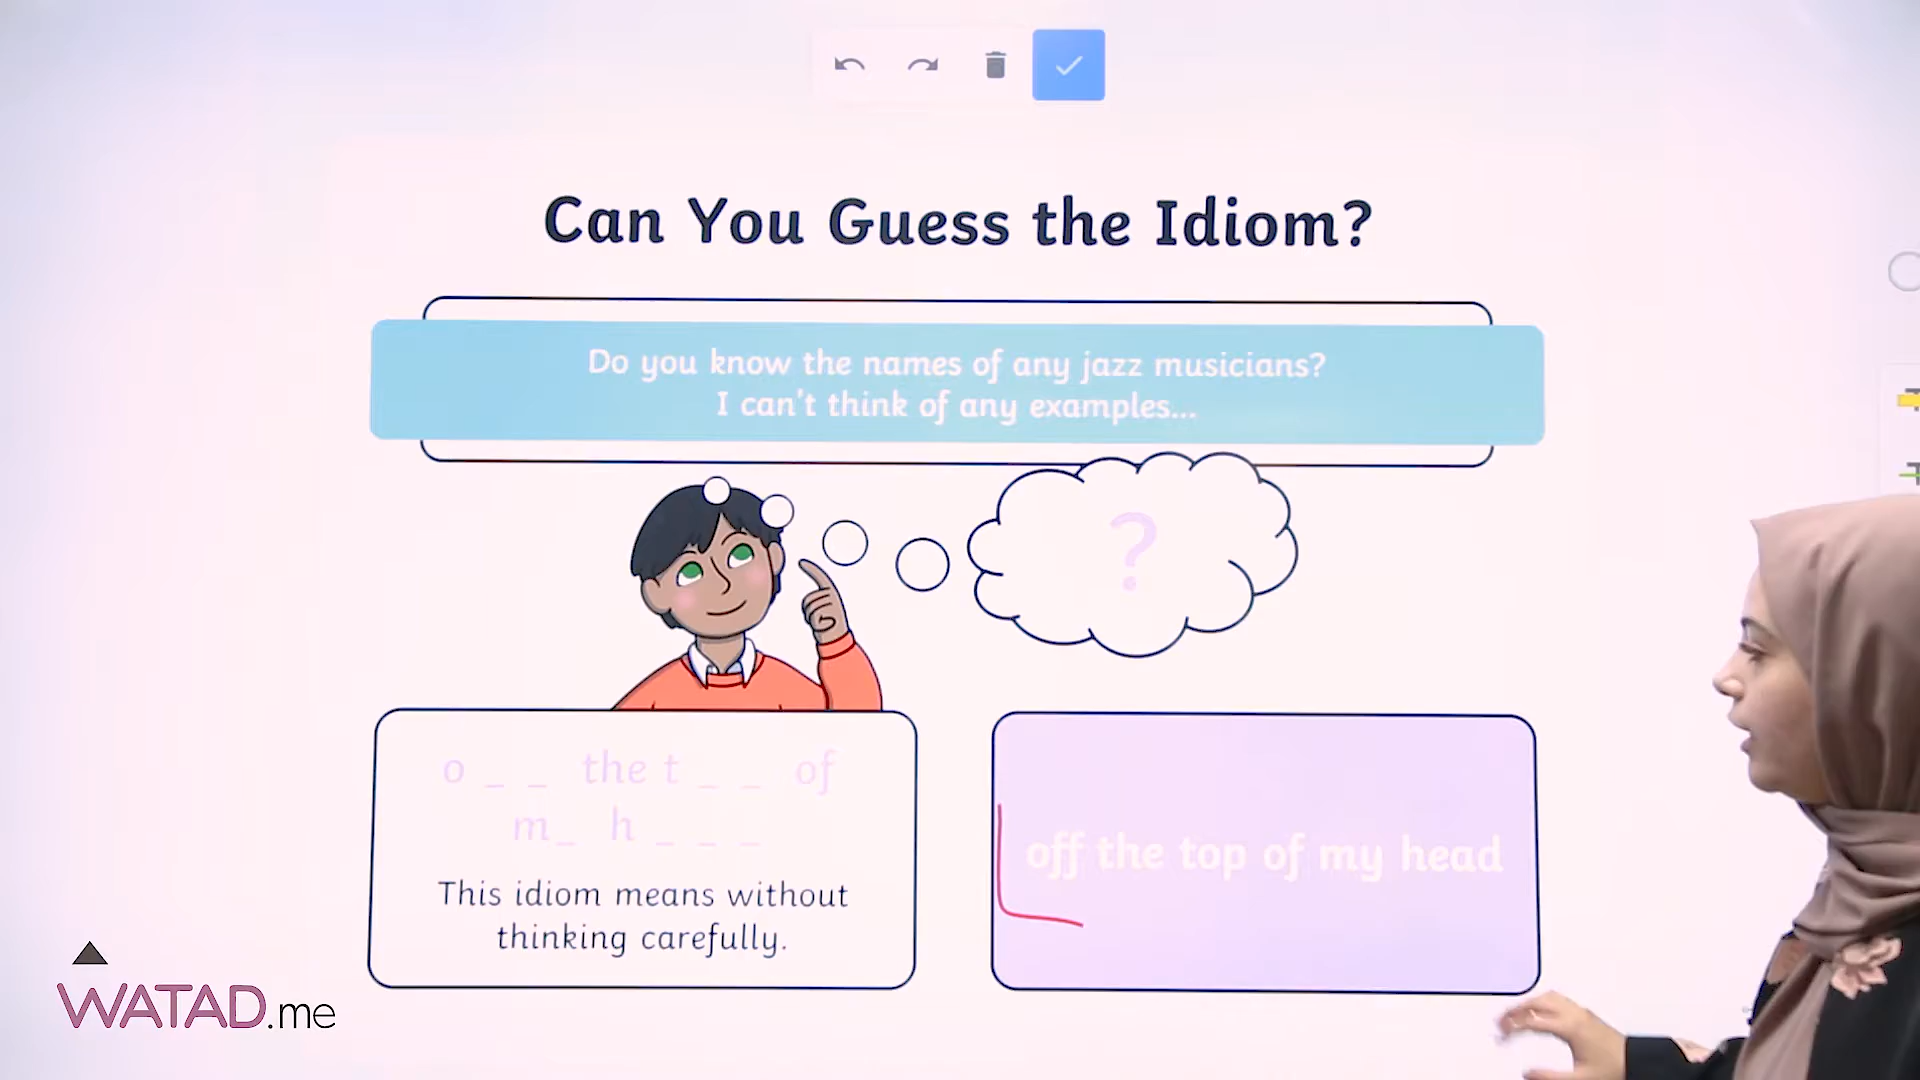 Can You Guess the Idiom?
Do you know the names of any jazz musicians?
I can't think of any examples...
?
o _ _ the t _ _ of
m_ h _ _ _
This idiom means without
thinking carefully.
off the top of my head
WATAD.me